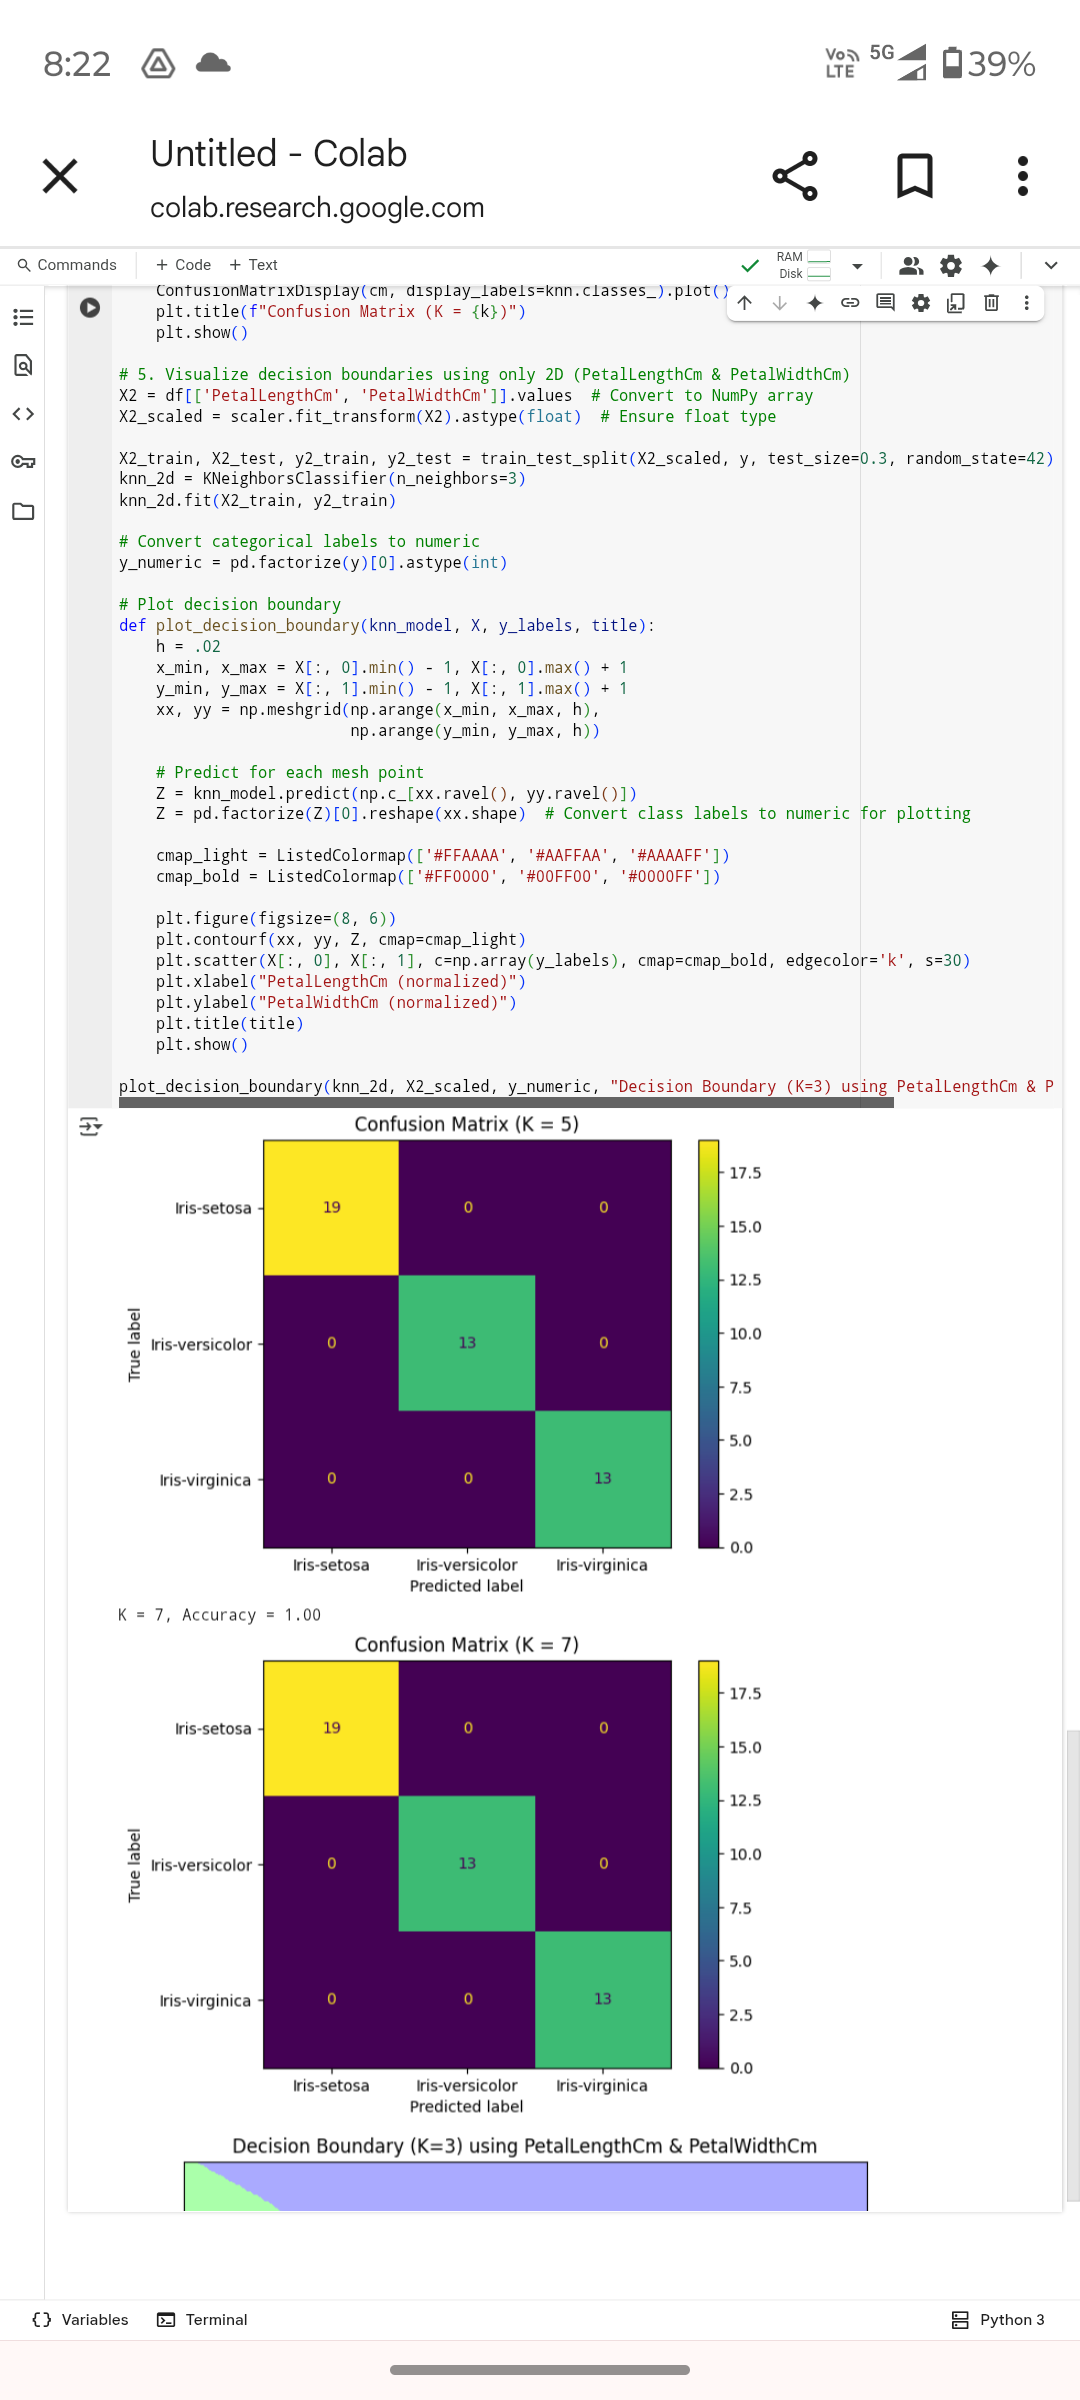 8:22
Vo LTE 5G 39%
Untitled - Colab
colab.research.google.com
Commands + Code + Text RAM Disk
ConfusionMatrixDisplay(cm, display_labels=knn.classes_).plot()
plt.title(f"Confusion Matrix (K = {k})")
plt.show()
# 5. Visualize decision boundaries using only 2D (PetalLengthCm & PetalWidthCm)
X2 = df[['PetalLengthCm', 'PetalWidthCm']].values  # Convert to NumPy array
X2_scaled = scaler.fit_transform(X2).astype(float)  # Ensure float type
X2_train, X2_test, y2_train, y2_test = train_test_split(X2_scaled, y, test_size=0.3, random_state=42)
knn_2d = KNeighborsClassifier(n_neighbors=3)
knn_2d.fit(X2_train, y2_train)
# Convert categorical labels to numeric
y_numeric = pd.factorize(y)[0].astype(int)
# Plot decision boundary
def plot_decision_boundary(knn_model, X, y_labels, title):
h = .02
x_min, x_max = X[:, 0].min() - 1, X[:, 0].max() + 1
y_min, y_max = X[:, 1].min() - 1, X[:, 1].max() + 1
xx, yy = np.meshgrid(np.arange(x_min, x_max, h),
np.arange(y_min, y_max, h))
# Predict for each mesh point
Z = knn_model.predict(np.c_[xx.ravel(), yy.ravel()])
Z = pd.factorize(Z)[0].reshape(xx.shape)  # Convert class labels to numeric for plotting
cmap_light = ListedColormap(['#FFAAAA', '#AAFFAA', '#AAAAFF'])
cmap_bold = ListedColormap(['#FF0000', '#00FF00', '#0000FF'])
plt.figure(figsize=(8, 6))
plt.contourf(xx, yy, Z, cmap=cmap_light)
plt.scatter(X[:, 0], X[:, 1], c=np.array(y_labels), cmap=cmap_bold, edgecolor='k', s=30)
plt.xlabel("PetalLengthCm (normalized)")
plt.ylabel("PetalWidthCm (normalized)")
plt.title(title)
plt.show()
plot_decision_boundary(knn_2d, X2_scaled, y_numeric, "Decision Boundary (K=3) using PetalLengthCm & P
Confusion Matrix (K = 5)
17.5
Iris-setosa 19 0 0
15.0
12.5
10.0
True label
Iris-versicolor 0 13 0
7.5
5.0
Iris-virginica 0 0 13
2.5
0.0
Iris-setosa Iris-versicolor Iris-virginica
Predicted label
K = 7, Accuracy = 1.00
Confusion Matrix (K = 7)
17.5
Iris-setosa 19 0 0
15.0
12.5
10.0
True label
Iris-versicolor 0 13 0
7.5
5.0
Iris-virginica 0 0 13
2.5
0.0
Iris-setosa Iris-versicolor Iris-virginica
Predicted label
Decision Boundary (K=3) using PetalLengthCm & PetalWidthCm
Variables Terminal Python 3